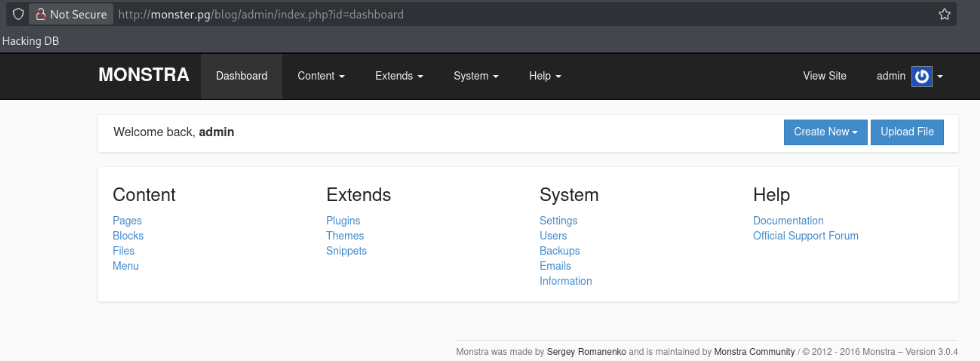 Not Secure http://monster.pg/blog/admin/index.php?id=dashboard
Hacking DB
MONSTRA Dashboard Content Extends System Help View Site admin
Welcome back, admin Create New Upload File
Content Extends System Help
Pages Plugins Settings Documentation
Blocks Themes Users Official Support Forum
Files Snippets Backups
Menu Emails
Information
Monstra was made by Sergey Romanenko and is maintained by Monstra Community / © 2012 - 2016 Monstra – Version 3.0.4